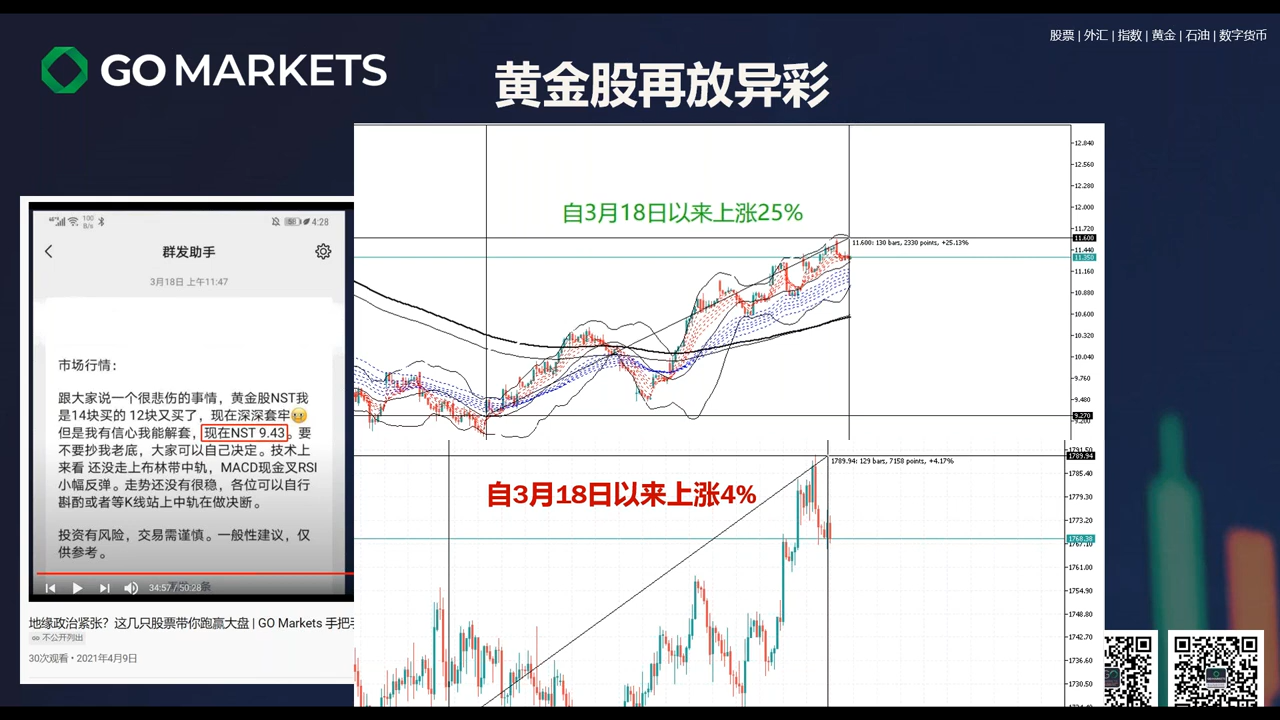 股票 | 外汇 | 指数 | 黄金 | 石油 | 数字货币
GO MARKETS
黄金股再放异彩
4:28
群发助手
3月18日 上午11:47
市场行情：
跟大家说一个很悲伤的事情，黄金股NST我
是14块买的 12块又买了，现在深深套牢
但是我有信心我能解套，现在NST 9.43。要
不要抄我老底，大家可以自己决定。技术上
来看 还没走上布林带中轨，MACD现金叉RSI
小幅反弹。走势还没有很稳，各位可以自行
斟酌或者等K线站上中轨在做决断。
投资有风险，交易需谨慎。一般性建议，仅
供参考。
34:57 / 50:28
地缘政治紧张？这几只股票带你跑赢大盘 | GO Markets 手把
不公开列出
30次观看 • 2021年4月9日
自3月18日以来上涨25%
11.600: 130 bars, 2330 points, +25.13%
12.840
12.560
12.280
12.000
11.720
11.600
11.440
11.350
11.160
10.880
10.600
10.320
10.040
9.760
9.480
9.270
9.200
自3月18日以来上涨4%
1789.94: 129 bars, 7158 points, +4.17%
1789.94
1785.40
1779.30
1773.20
1768.38
1761.00
1754.90
1748.80
1742.70
1736.60
1730.50